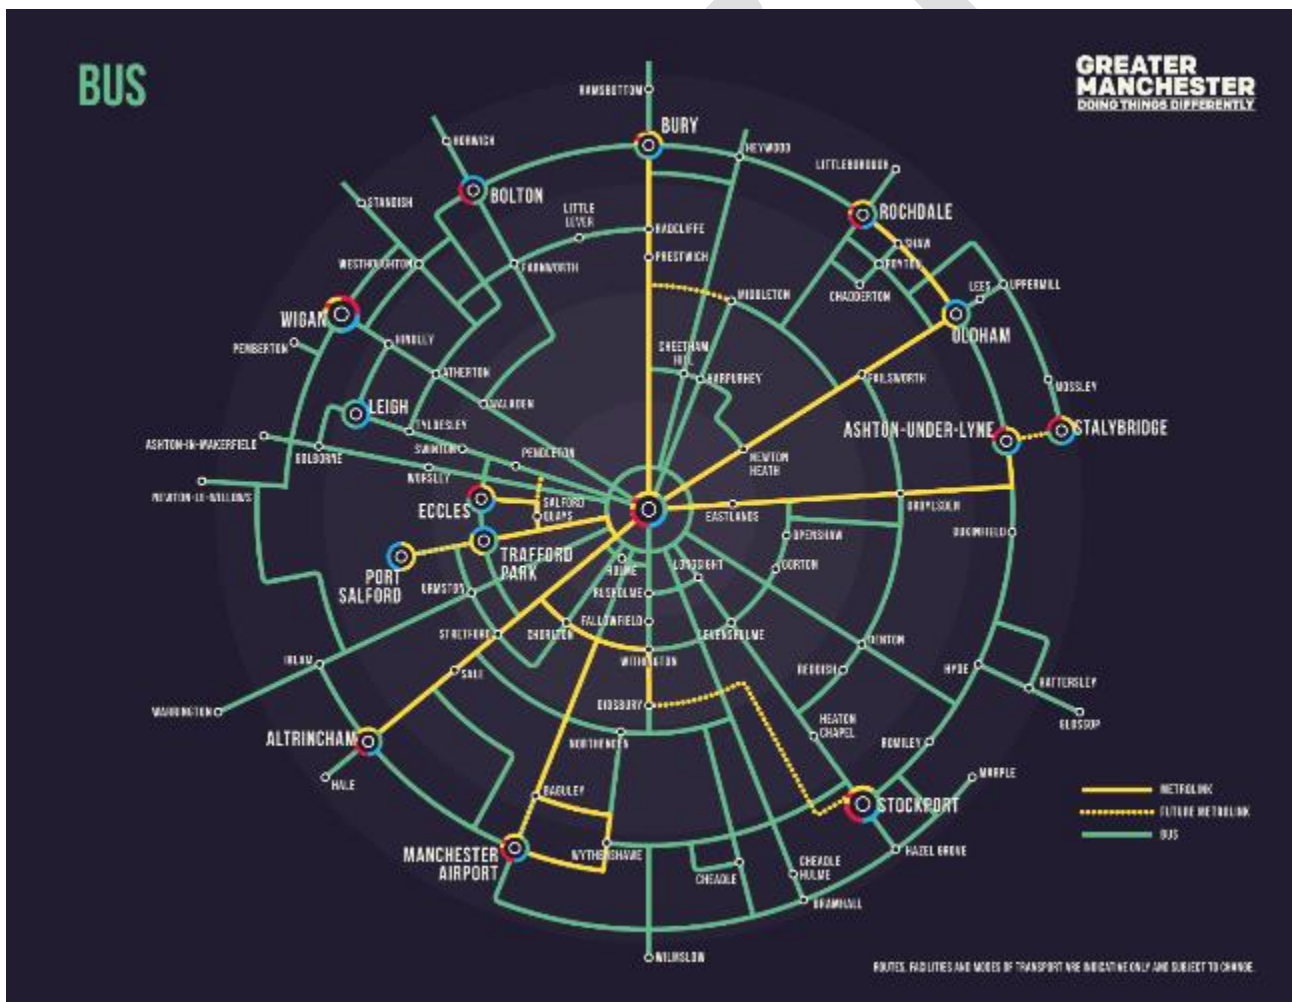 BUS
GREATER
MANCHESTER
DOING THINGS DIFFERENTLY
RAMSBOTTOM
BURY
HEYWOOD
HORWICH
LITTLEBOROUGH
BOLTON
ROCHDALE
STANDISH
LITTLE
LEVER
RADCLIFFE
SHAW
WESTHOUGHTON
FARNWORTH
PRESTWICH
ROYTON
CHADDERTON
LEES
UPPERMILL
MIDDLETON
WIGAN
OLDHAM
PEMBERTON
HINDLEY
CHEETHAM
HILL
HARPURHEY
ATHERTON
FAILSWORTH
MOSSLEY
LEIGH
WALKDEN
TYLDESLEY
ASHTON-UNDER-LYNE
STALYBRIDGE
ASHTON-IN-MAKERFIELD
GOLBORNE
SWINTON
PENDLETON
NEWTON
HEATH
WORSLEY
NEWTON-LE-WILLOWS
ECCLES
SALFORD
QUAYS
EASTLANDS
DROYLSDEN
OPENSHAW
DUKINFIELD
TRAFFORD
PARK
HULME
LONGSIGHT
GORTON
PORT
SALFORD
URMSTON
RUSHOLME
STRETFORD
CHORLTON
FALLOWFIELD
LEVENSHULME
DENTON
IRLAM
SALE
WITHINGTON
REDDISH
HYDE
HATTERSLEY
GLOSSOP
WARRINGTON
DIDSBURY
HEATON
CHAPEL
ALTRINCHAM
NORTHENDEN
ROMILEY
HALE
MARPLE
BAGULEY
STOCKPORT
METROLINK
FUTURE METROLINK
BUS
MANCHESTER
AIRPORT
WYTHENSHAWE
HAZEL GROVE
CHEADLE
CHEADLE
HULME
BRAMHALL
WILMSLOW
ROUTES, FACILITIES AND MODES OF TRANSPORT ARE INDICATIVE ONLY AND SUBJECT TO CHANGE.